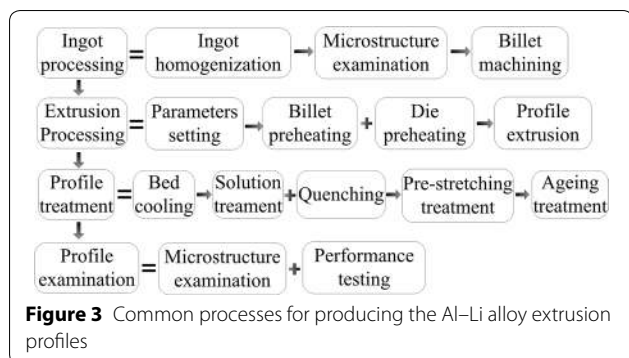 Ingot processing = Ingot homogenization → Microstructure examination → Billet machining
Extrusion Processing = Parameters setting → Billet preheating + Die preheating → Profile extrusion
Profile treatment = Bed cooling → Solution treament + Quenching → Pre-stretching treatment → Ageing treatment
Profile examination = Microstructure examination + Performance testing
Figure 3 Common processes for producing the Al–Li alloy extrusion
profiles